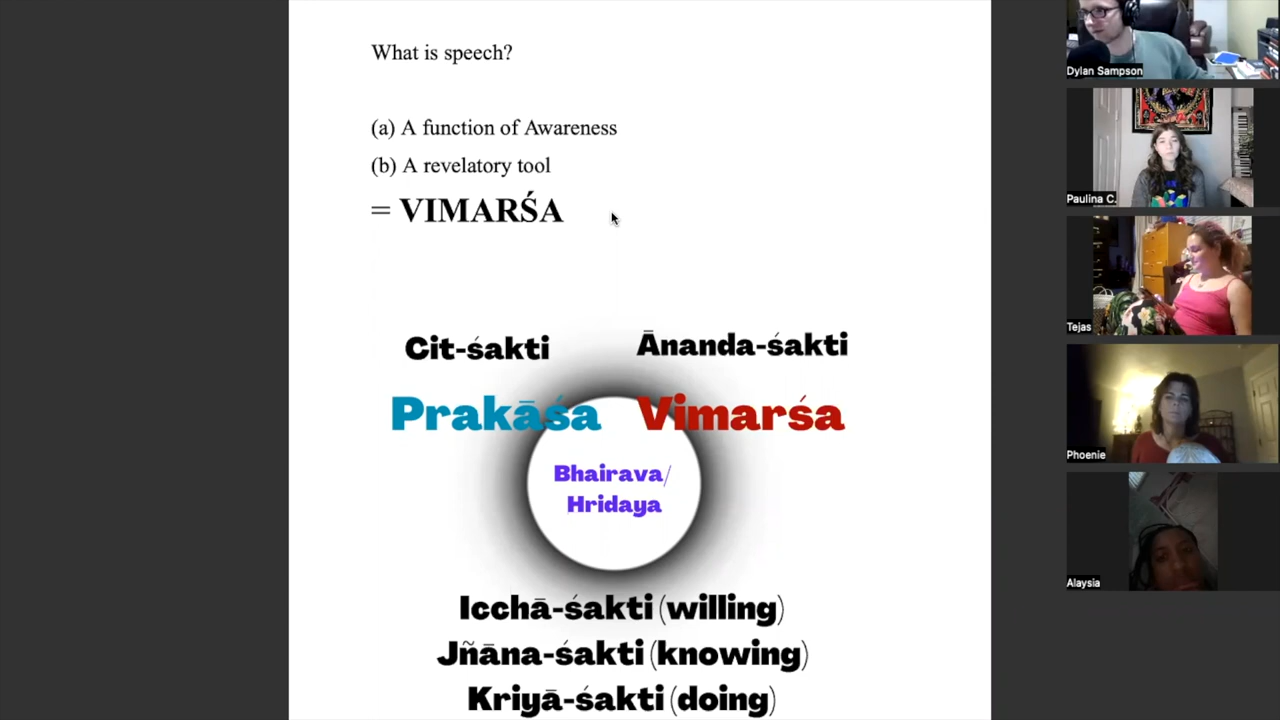 What is speech?
(a) A function of Awareness
(b) A revelatory tool
= VIMARŚA
Cit-śakti
Ānanda-śakti
Prakāśa
Vimarśa
Bhairava/
Hridaya
Icchā-śakti (willing)
Jñāna-śakti (knowing)
Kriyā-śakti (doing)
Dylan Sampson
Paulina C.
Tejas
Phoenie
Alaysia